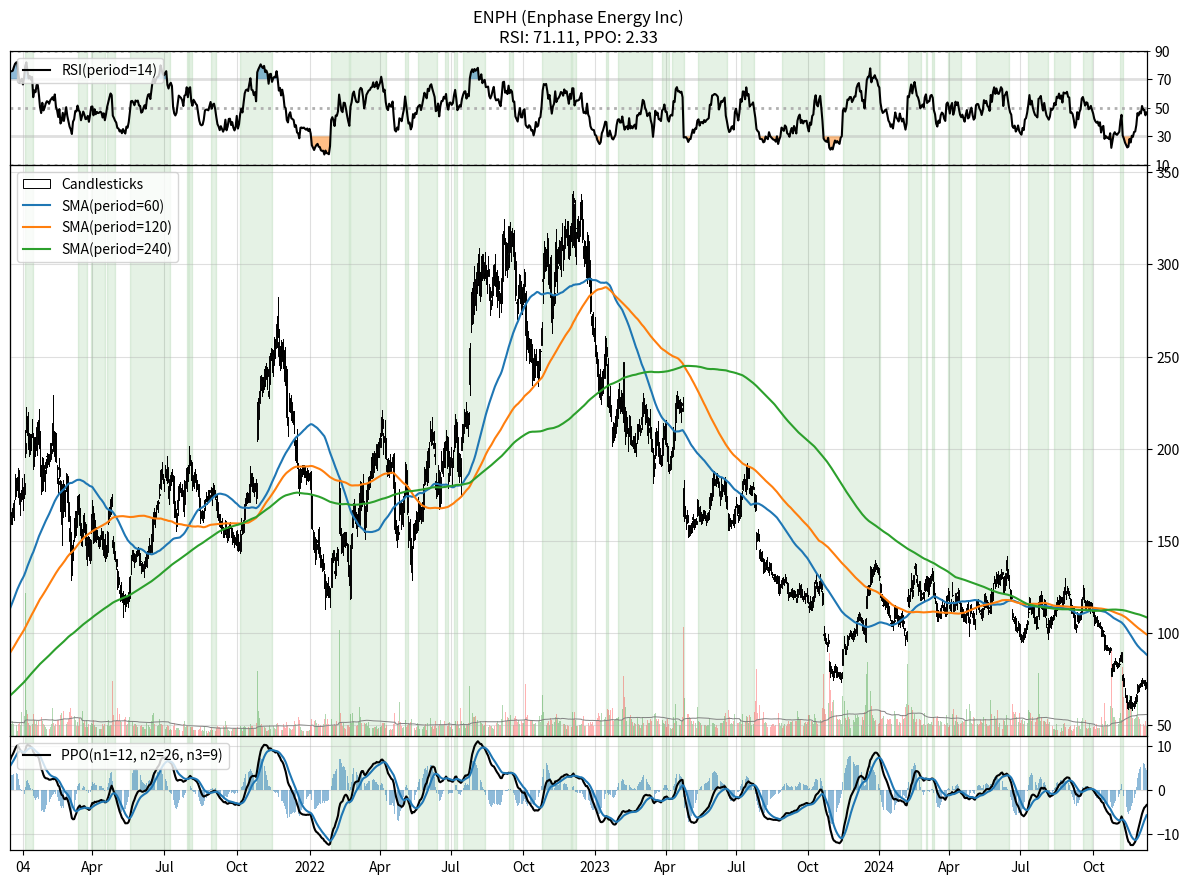 ENPH (Enphase Energy Inc)
RSI: 71.11, PPO: 2.33
RSI(period=14)
90
70
50
30
10
Candlesticks
SMA(period=60)
SMA(period=120)
SMA(period=240)
350
300
250
200
150
100
50
PPO(n1=12, n2=26, n3=9)
10
0
−10
04 Apr Jul Oct 2022 Apr Jul Oct 2023 Apr Jul Oct 2024 Apr Jul Oct